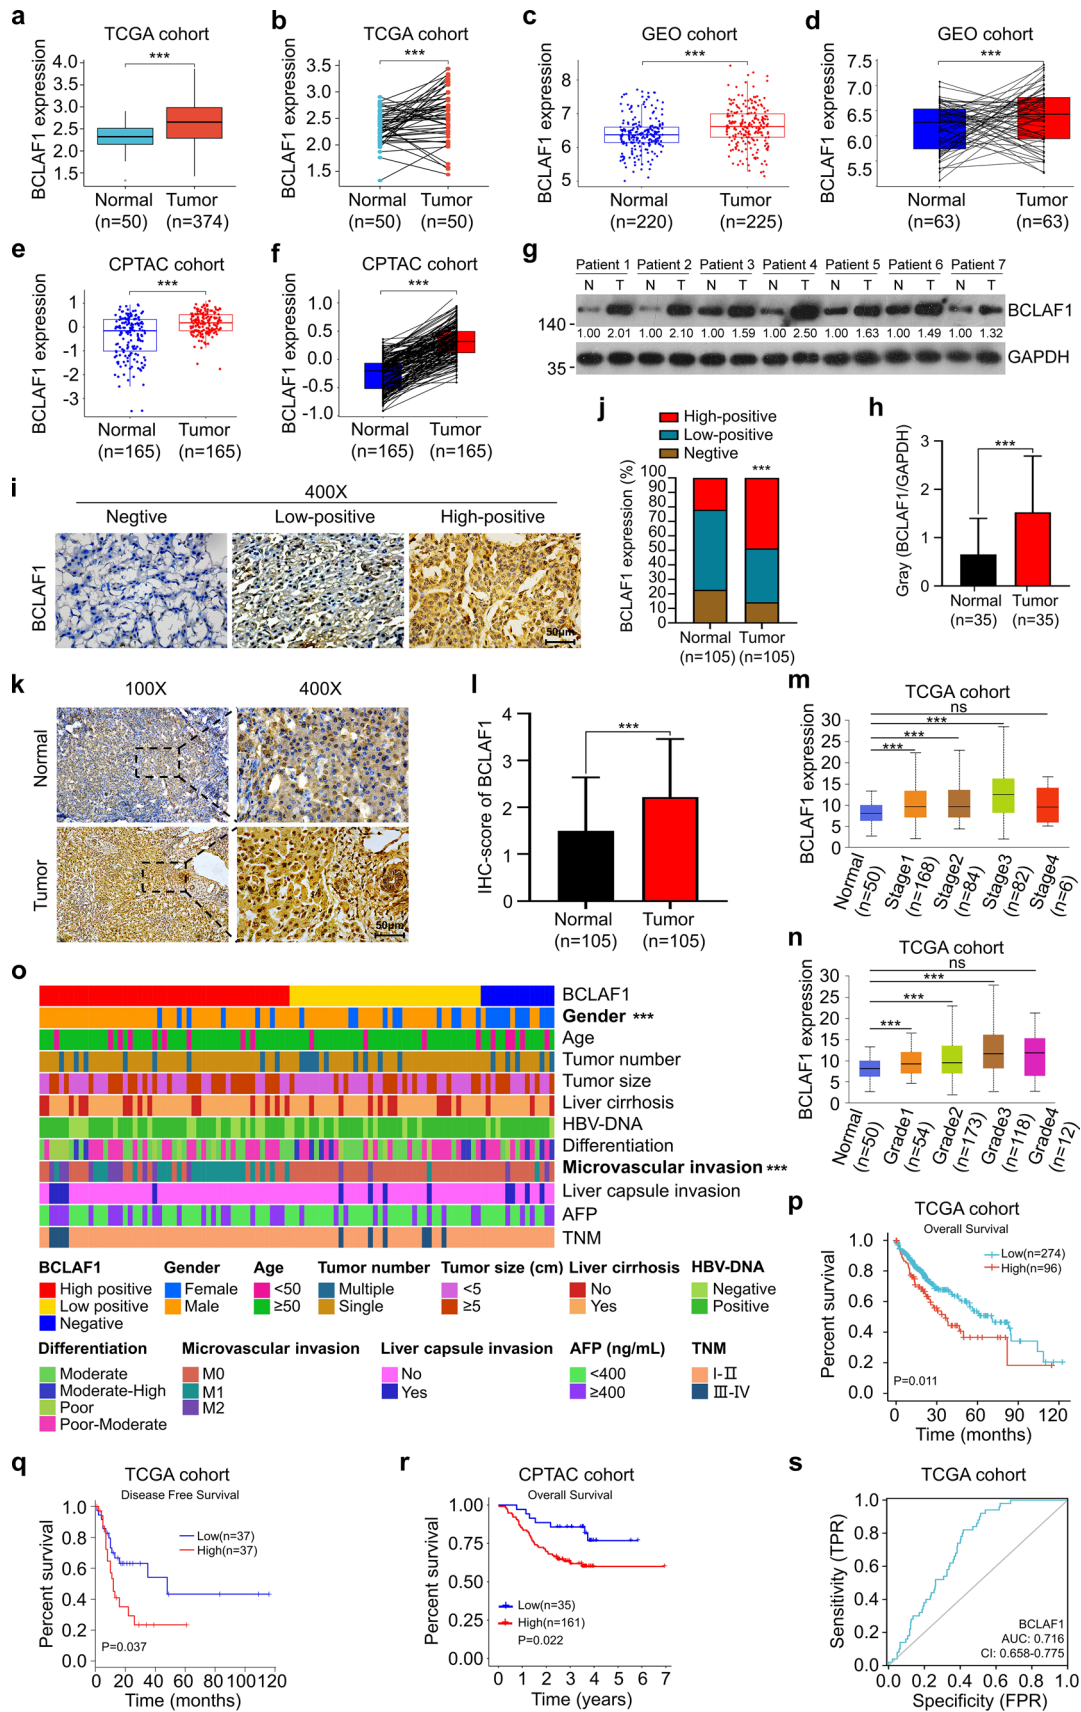 a
TCGA cohort
***
BCLAF1 expression
4.0
3.0
2.5
2.0
1.5
Normal
(n=50)
Tumor
(n=374)
b
TCGA cohort
***
BCLAF1 expression
3.5
3.0
2.5
2.0
1.5
Normal
(n=50)
Tumor
(n=50)
c
GEO cohort
***
BCLAF1 expression
8
7
6
5
Normal
(n=220)
Tumor
(n=225)
d
GEO cohort
***
BCLAF1 expression
7.5
6.5
6.0
5.5
Normal
(n=63)
Tumor
(n=63)
e
CPTAC cohort
***
BCLAF1 expression
1
0
-1
-2
-3
Normal
(n=165)
Tumor
(n=165)
f
CPTAC cohort
***
BCLAF1 expression
1.0
0.5
0.0
-0.5
-1.0
Normal
(n=165)
Tumor
(n=165)
g
Patient 1 Patient 2 Patient 3 Patient 4 Patient 5 Patient 6 Patient 7
N T N T N T N T N T N T N T
BCLAF1
140
1.00 2.01 1.00 2.10 1.00 1.59 1.00 2.50 1.00 1.63 1.00 1.49 1.00 1.32
GAPDH
35
j
High-positive
Low-positive
Negtive
BCLAF1 expression (%)
***
100
90
80
70
60
50
40
30
20
10
0
Normal
(n=105)
Tumor
(n=105)
h
***
Gray (BCLAF1/GAPDH)
3
2
1
0
Normal
(n=35)
Tumor
(n=35)
i
400X
Negtive
Low-positive
High-positive
BCLAF1
50μm
k
100X
400X
Normal
Tumor
50μm
l
***
IHC-score of BCLAF1
4
3
2
1
0
Normal
(n=105)
Tumor
(n=105)
m
TCGA cohort
ns
***
***
***
BCLAF1 expression
30
25
20
15
10
5
0
Normal
(n=50)
Stage1
(n=168)
Stage2
(n=84)
Stage3
(n=82)
Stage4
(n=6)
n
TCGA cohort
ns
***
***
***
BCLAF1 expression
30
25
20
15
10
5
0
Normal
(n=50)
Grade1
(n=54)
Grade2
(n=173)
Grade3
(n=118)
Grade4
(n=12)
o
BCLAF1
Gender ***
Age
Tumor number
Tumor size
Liver cirrhosis
HBV-DNA
Differentiation
Microvascular invasion ***
Liver capsule invasion
AFP
TNM
BCLAF1
High positive
Low positive
Negative
Gender
Female
Male
Age
<50
≥50
Tumor number
Multiple
Single
Tumor size (cm)
<5
≥5
Liver cirrhosis
No
Yes
HBV-DNA
Negative
Positive
Differentiation
Moderate
Moderate-High
Poor
Poor-Moderate
Microvascular invasion
M0
M1
M2
Liver capsule invasion
No
Yes
AFP (ng/mL)
<400
≥400
TNM
I-II
III-IV
p
TCGA cohort
Overall Survival
Percent survival
1.0
0.8
0.6
0.4
0.2
0.0
Low(n=274)
High(n=96)
P=0.011
0 30 60 90 120
Time (months)
q
TCGA cohort
Disease Free Survival
Percent survival
1.0
0.8
0.6
0.4
0.2
0.0
Low(n=37)
High(n=37)
P=0.037
0 20 40 60 80 100 120
Time (months)
r
CPTAC cohort
Overall Survival
Percent survival
1.00
0.75
0.50
0.25
0.00
Low(n=35)
High(n=161)
P=0.022
0 1 2 3 4 5 6 7
Time (years)
s
TCGA cohort
Sensitivity (TPR)
1.0
0.8
0.6
0.4
0.2
0.0
BCLAF1
AUC: 0.716
CI: 0.658-0.775
0.0 0.2 0.4 0.6 0.8 1.0
Specificity (FPR)